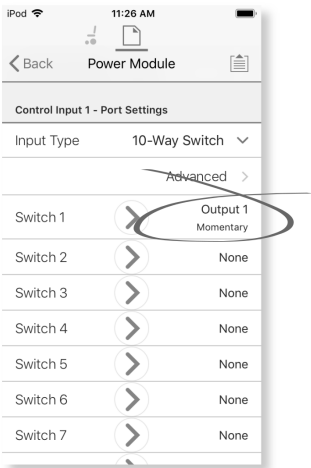 iPod 11:26 AM
Back Power Module
Control Input 1 - Port Settings
Input Type 10-Way Switch
Advanced
Switch 1 Output 1
Momentary
Switch 2 None
Switch 3 None
Switch 4 None
Switch 5 None
Switch 6 None
Switch 7 None